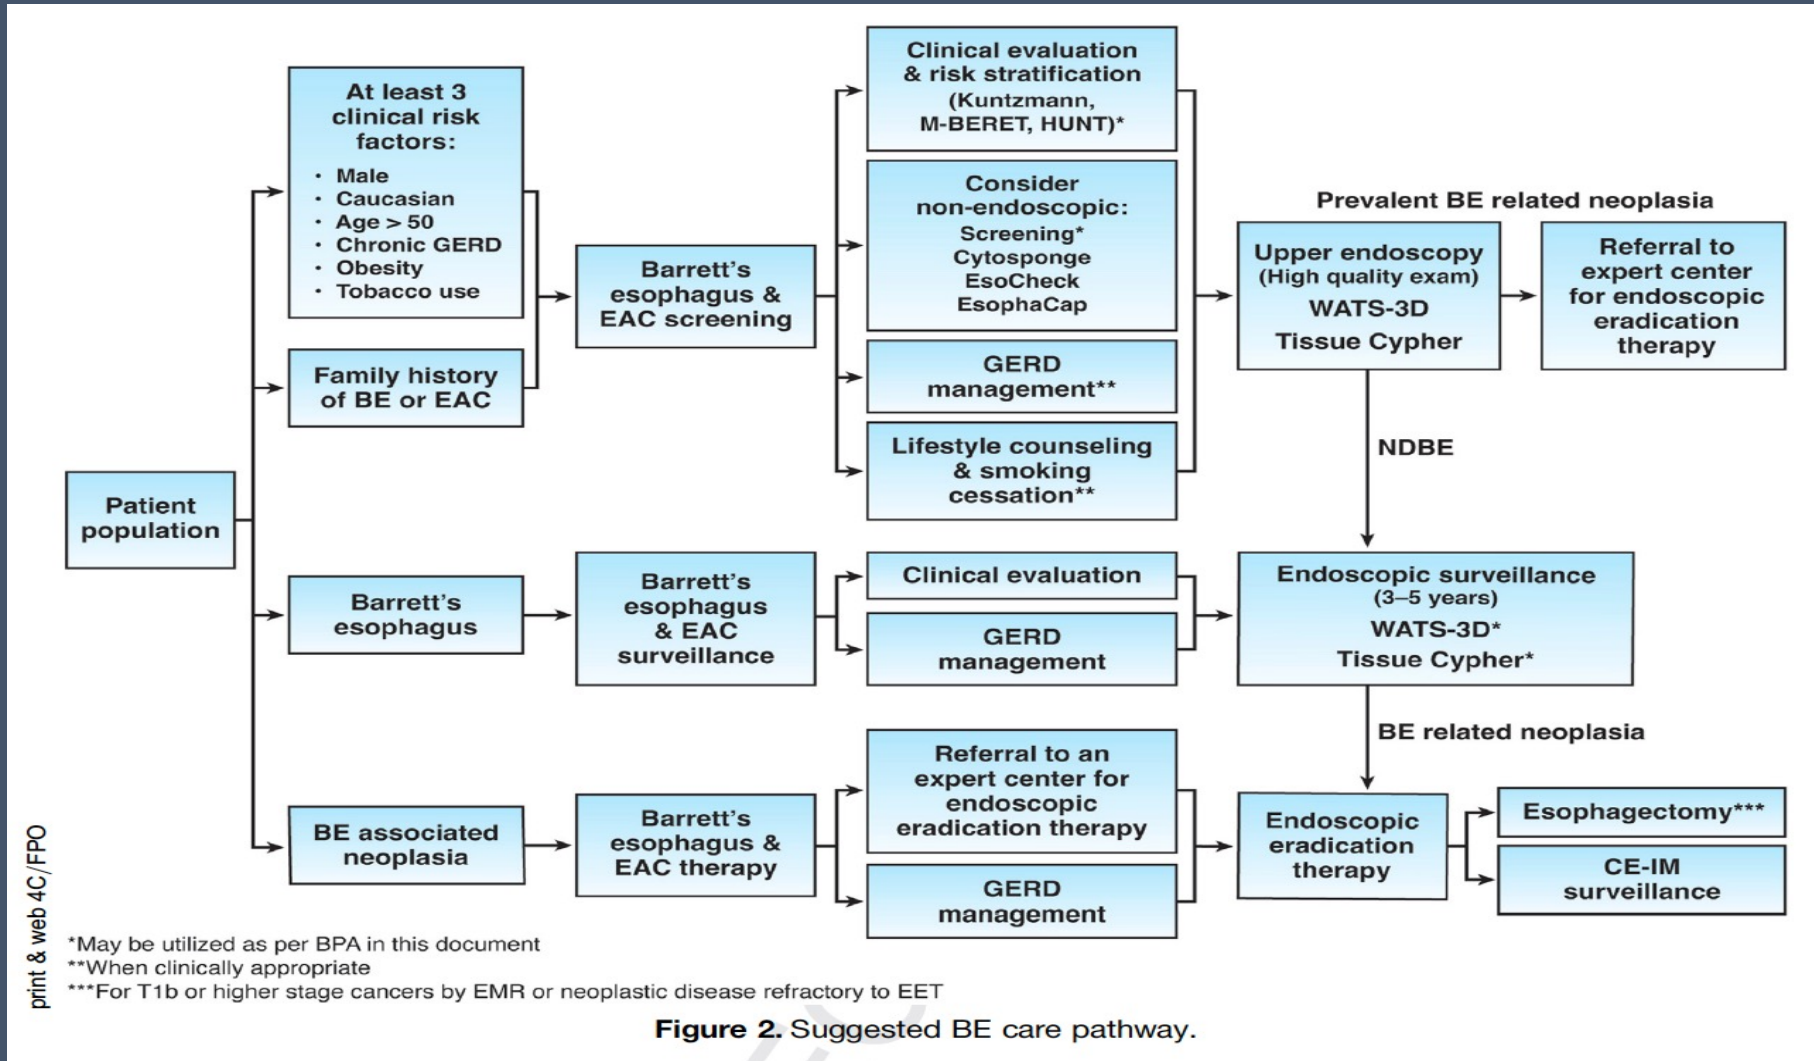 At least 3
clinical risk
factors:
· Male
· Caucasian
· Age > 50
· Chronic GERD
· Obesity
· Tobacco use
Family history
of BE or EAC
Patient
population
Barrett's
esophagus
BE associated
neoplasia
Barrett's
esophagus &
EAC screening
Barrett's
esophagus
& EAC
surveillance
Barrett's
esophagus &
EAC therapy
Clinical evaluation
& risk stratification
(Kuntzmann,
M-BERET, HUNT)*
Consider
non-endoscopic:
Screening*
Cytosponge
EsoCheck
EsophaCap
GERD
management**
Lifestyle counseling
& smoking
cessation**
Clinical evaluation
GERD
management
Referral to an
expert center for
endoscopic
eradication therapy
GERD
management
Prevalent BE related neoplasia
Upper endoscopy
(High quality exam)
WATS-3D
Tissue Cypher
Referral to
expert center
for endoscopic
eradication
therapy
NDBE
Endoscopic surveillance
(3–5 years)
WATS-3D*
Tissue Cypher*
BE related neoplasia
Endoscopic
eradication
therapy
Esophagectomy***
CE-IM
surveillance
print & web 4C/FPO
*May be utilized as per BPA in this document
**When clinically appropriate
***For T1b or higher stage cancers by EMR or neoplastic disease refractory to EET
Figure 2. Suggested BE care pathway.